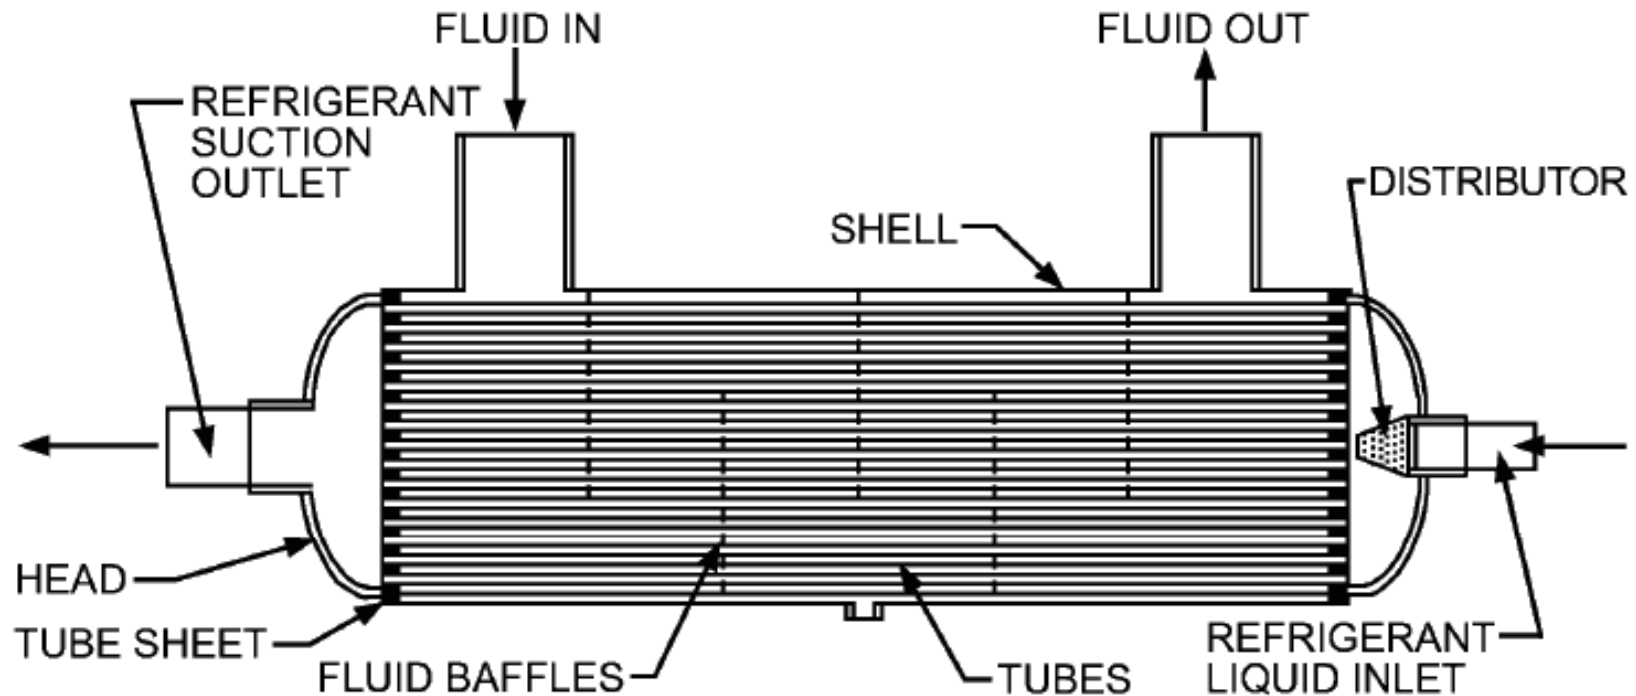 FLUID IN
FLUID OUT
REFRIGERANT
SUCTION
OUTLET
DISTRIBUTOR
SHELL
HEAD
TUBE SHEET
FLUID BAFFLES
TUBES
REFRIGERANT
LIQUID INLET